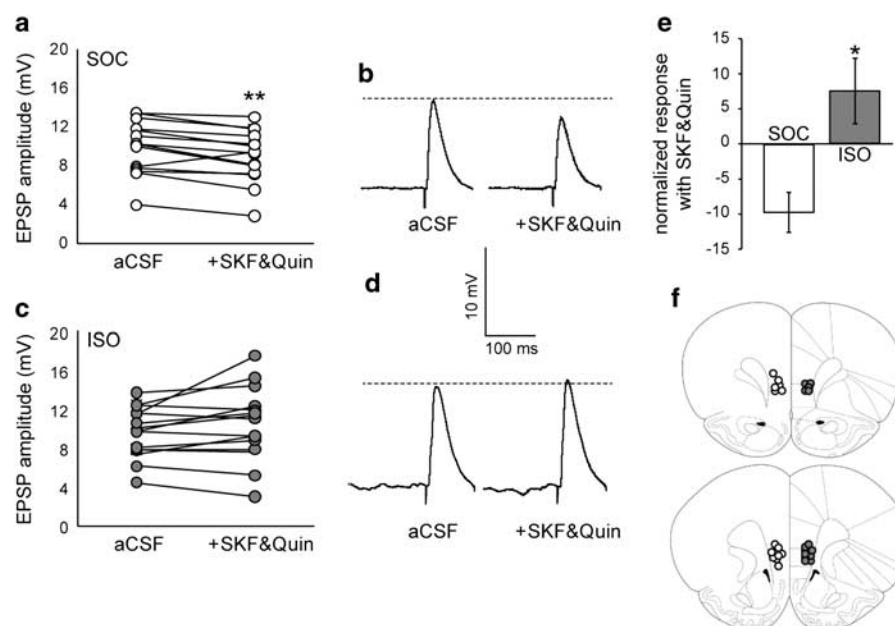 a
SOC
EPSP amplitude (mV)
20
16
12
8
4
0
**
aCSF
+SKF&Quin
b
aCSF
+SKF&Quin
c
ISO
EPSP amplitude (mV)
20
16
12
8
4
0
aCSF
+SKF&Quin
d
10 mV
100 ms
aCSF
+SKF&Quin
e
normalized response
with SKF&Quin
15
10
5
0
-5
-10
-15
SOC
*
ISO
f